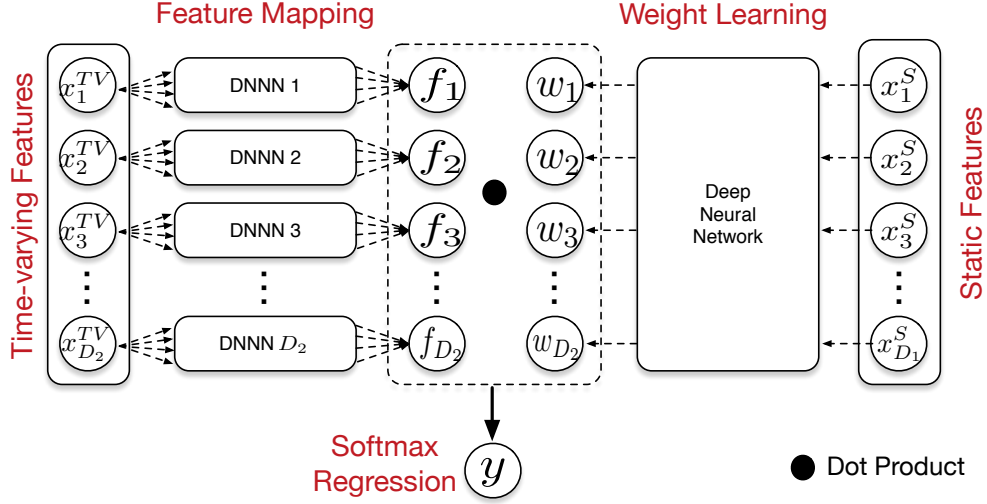 Feature Mapping
Weight Learning
Time-varying Features
x_1^{TV}
x_2^{TV}
x_3^{TV}
⋮
x_{D_2}^{TV}
DNNN 1
DNNN 2
DNNN 3
⋮
DNNN D_2
f_1
f_2
f_3
⋮
f_{D_2}
w_1
w_2
w_3
⋮
w_{D_2}
Deep
Neural
Network
x_1^S
x_2^S
x_3^S
⋮
x_{D_1}^S
Static Features
Softmax
Regression
y
Dot Product